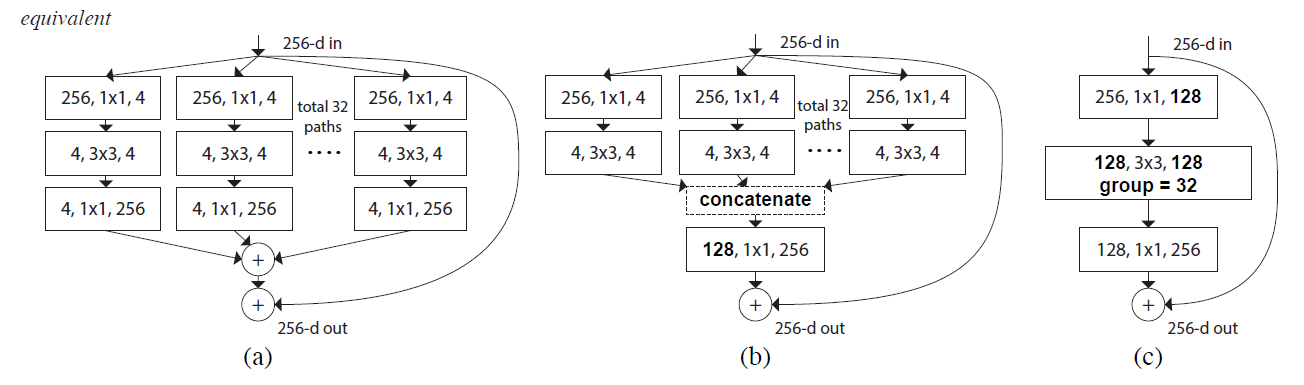 equivalent
256-d in
256, 1x1, 4
256, 1x1, 4
total 32
paths
256, 1x1, 4
4, 3x3, 4
4, 3x3, 4
....
4, 3x3, 4
4, 1x1, 256
4, 1x1, 256
4, 1x1, 256
+
+
256-d out
(a)
256-d in
256, 1x1, 4
256, 1x1, 4
total 32
paths
256, 1x1, 4
4, 3x3, 4
4, 3x3, 4
....
4, 3x3, 4
concatenate
128, 1x1, 256
+
256-d out
(b)
256-d in
256, 1x1, 128
128, 3x3, 128
group = 32
128, 1x1, 256
+
256-d out
(c)